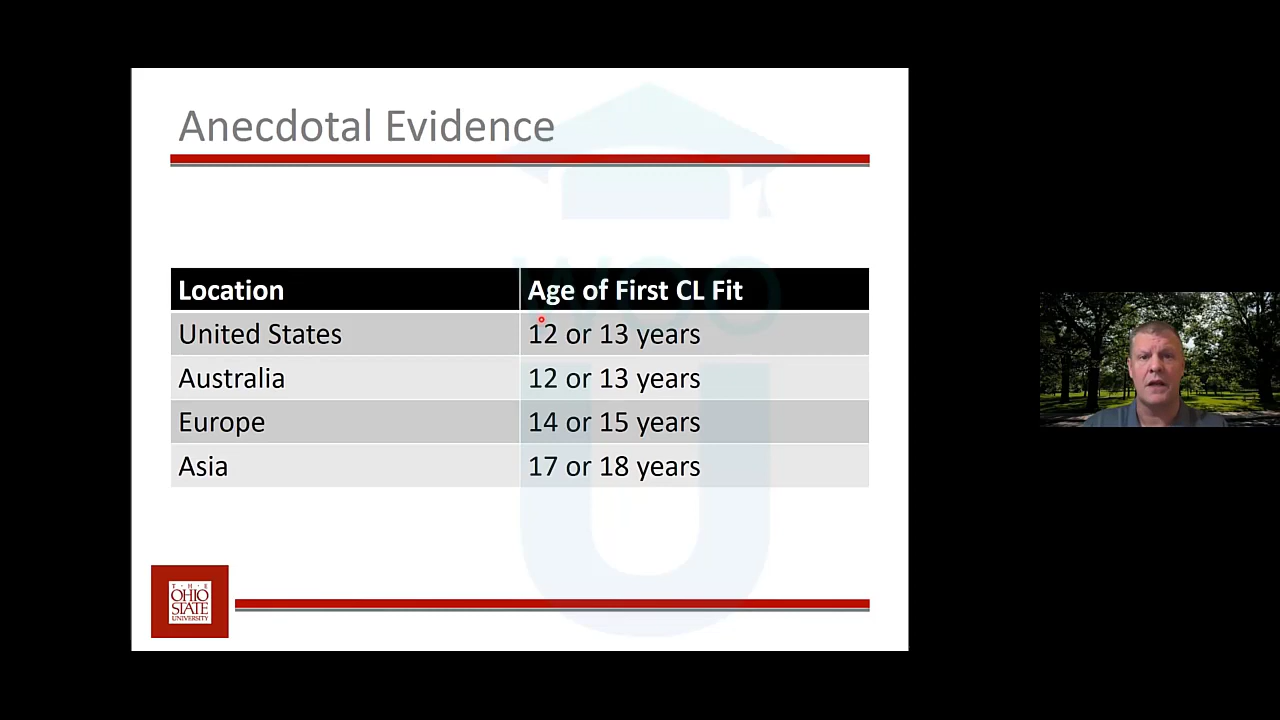 Anecdotal Evidence
Location Age of First CL Fit
United States 12 or 13 years
Australia 12 or 13 years
Europe 14 or 15 years
Asia 17 or 18 years
WOO
U
T · H · E
OHIO
STATE
UNIVERSITY